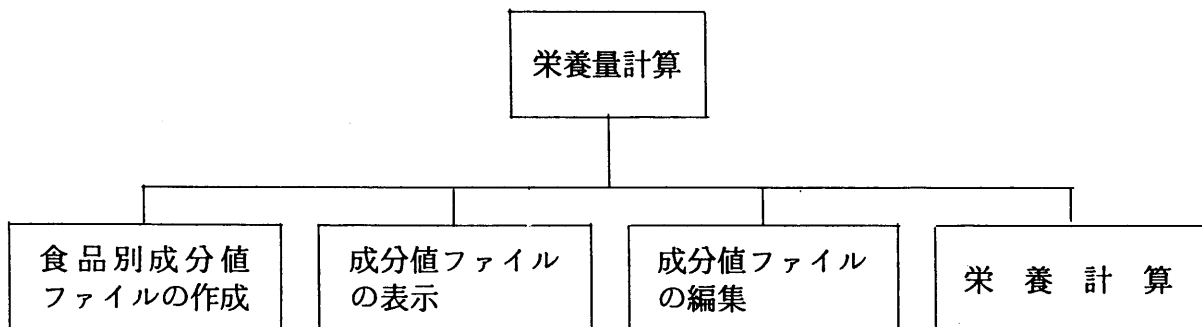 栄養量計算
食品別成分値
ファイルの作成
成分値ファイル
の表示
成分値ファイル
の編集
栄養計算